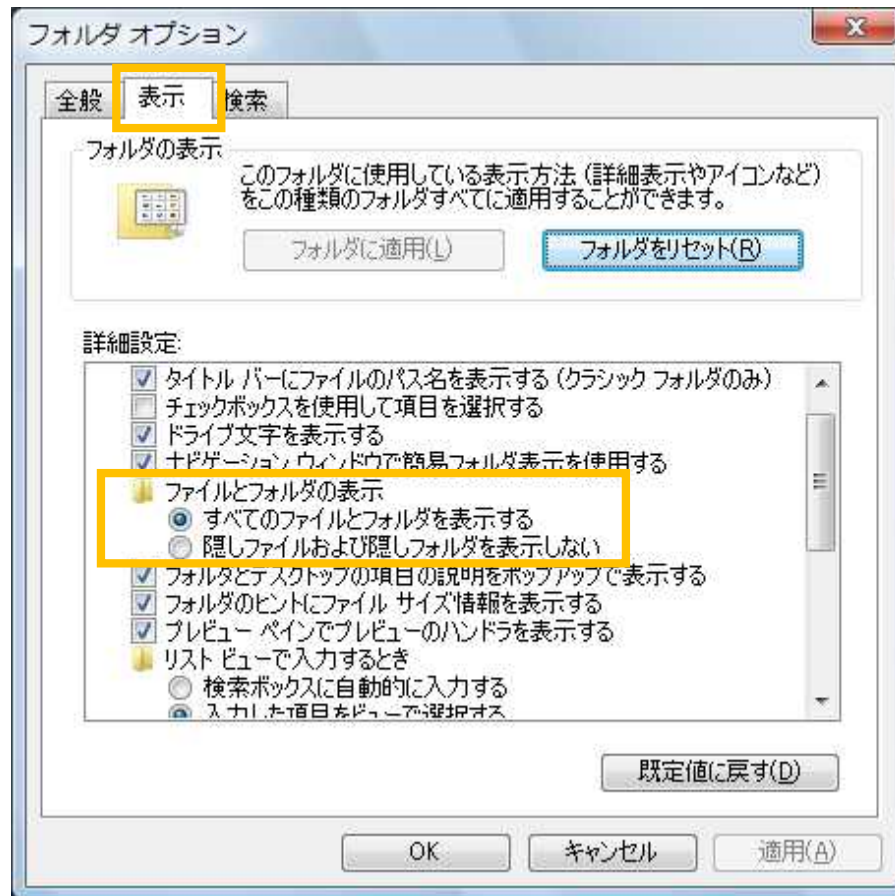 フォルダ オプション
全般 表示 検索
フォルダの表示
このフォルダに使用している表示方法 (詳細表示やアイコンなど)
をこの種類のフォルダすべてに適用することができます。
フォルダに適用(L) フォルダをリセット(R)
詳細設定:
タイトル バーにファイルのパス名を表示する (クラシック フォルダのみ)
チェックボックスを使用して項目を選択する
ドライブ文字を表示する
ナビゲーション ウィンドウで簡易フォルダ表示を使用する
ファイルとフォルダの表示
すべてのファイルとフォルダを表示する
隠しファイルおよび隠しフォルダを表示しない
フォルダとデスクトップの項目の説明をポップアップで表示する
フォルダのヒントにファイル サイズ情報を表示する
プレビュー ペインでプレビューのハンドラを表示する
リスト ビューで入力するとき
検索ボックスに自動的に入力する
入力した項目をビューで選択する
既定値に戻す(D)
OK キャンセル 適用(A)